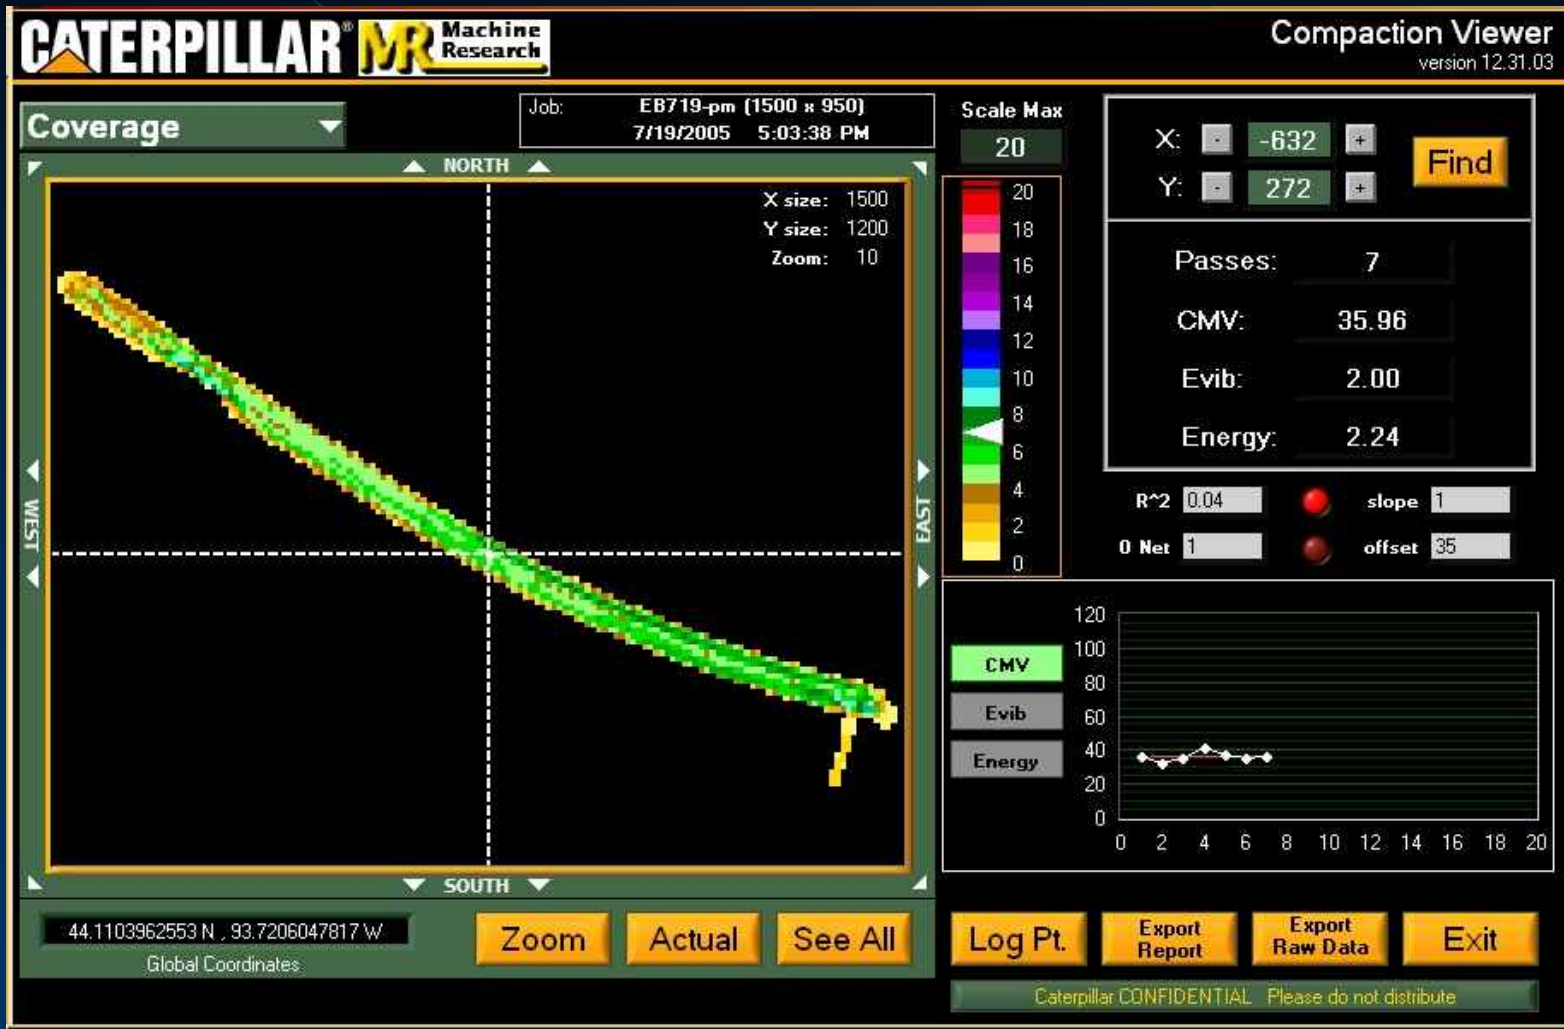 CATERPILLAR® MR Machine Research
Compaction Viewer
version 12.31.03
Coverage
Job: EB719-pm (1500 x 950)
7/19/2005 5:03:38 PM
NORTH
X size: 1500
Y size: 1200
Zoom: 10
WEST
EAST
SOUTH
44.1103962553 N , 93.7206047817 W
Global Coordinates
Zoom
Actual
See All
Scale Max
20
20
18
16
14
12
10
8
6
4
2
0
X: - -632 +
Y: - 272 +
Find
Passes: 7
CMV: 35.96
Evib: 2.00
Energy: 2.24
R^2 0.04 slope 1
0 Net 1 offset 35
CMV
Evib
Energy
120
100
80
60
40
20
0
0 2 4 6 8 10 12 14 16 18 20
Log Pt.
Export Report
Export Raw Data
Exit
Caterpillar CONFIDENTIAL Please do not distribute